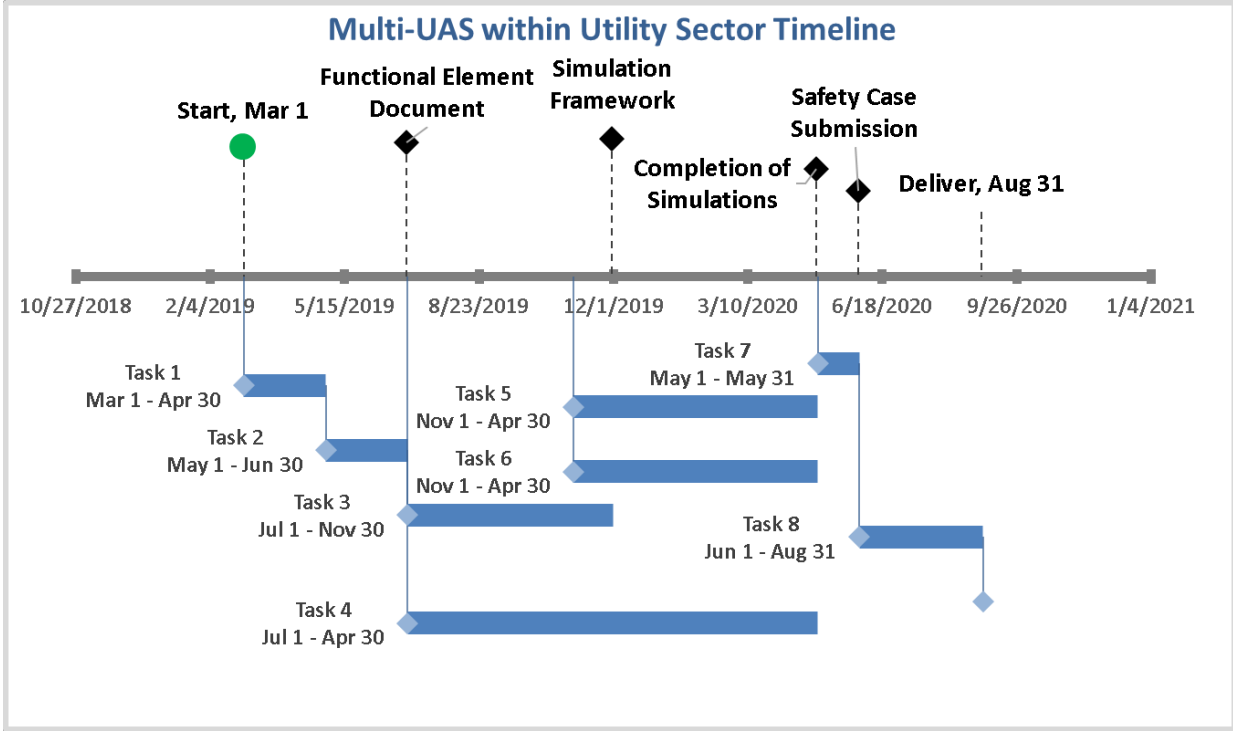 Multi-UAS within Utility Sector Timeline
Start, Mar 1
Functional Element
Document
Simulation
Framework
Completion of
Simulations
Safety Case
Submission
Deliver, Aug 31
10/27/2018
2/4/2019
5/15/2019
8/23/2019
12/1/2019
3/10/2020
6/18/2020
9/26/2020
1/4/2021
Task 1
Mar 1 - Apr 30
Task 2
May 1 - Jun 30
Task 3
Jul 1 - Nov 30
Task 4
Jul 1 - Apr 30
Task 5
Nov 1 - Apr 30
Task 6
Nov 1 - Apr 30
Task 7
May 1 - May 31
Task 8
Jun 1 - Aug 31